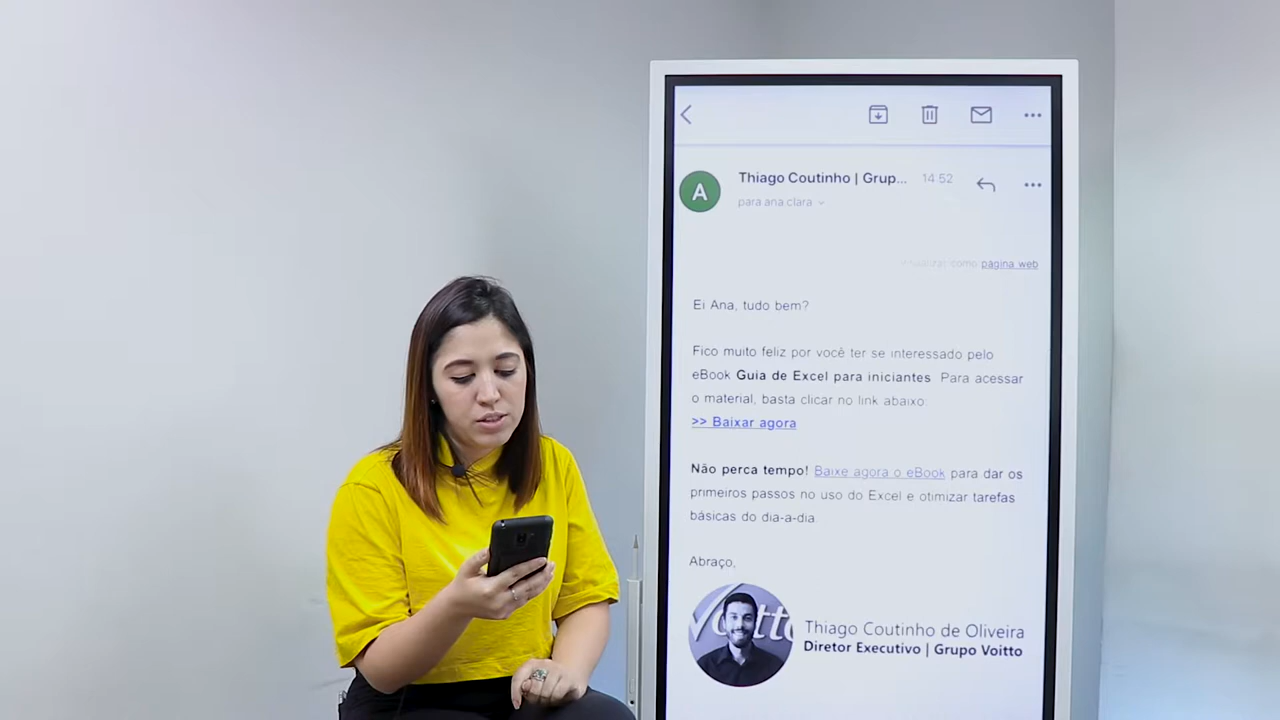 A
Thiago Coutinho | Grup...
14:52
para ana.clara
como página web
Ei Ana, tudo bem?
Fico muito feliz por você ter se interessado pelo
eBook Guia de Excel para iniciantes. Para acessar
o material, basta clicar no link abaixo:
>> Baixar agora
Não perca tempo! Baixe agora o eBook para dar os
primeiros passos no uso do Excel e otimizar tarefas
básicas do dia-a-dia.
Abraço,
Voitto
Thiago Coutinho de Oliveira
Diretor Executivo | Grupo Voitto